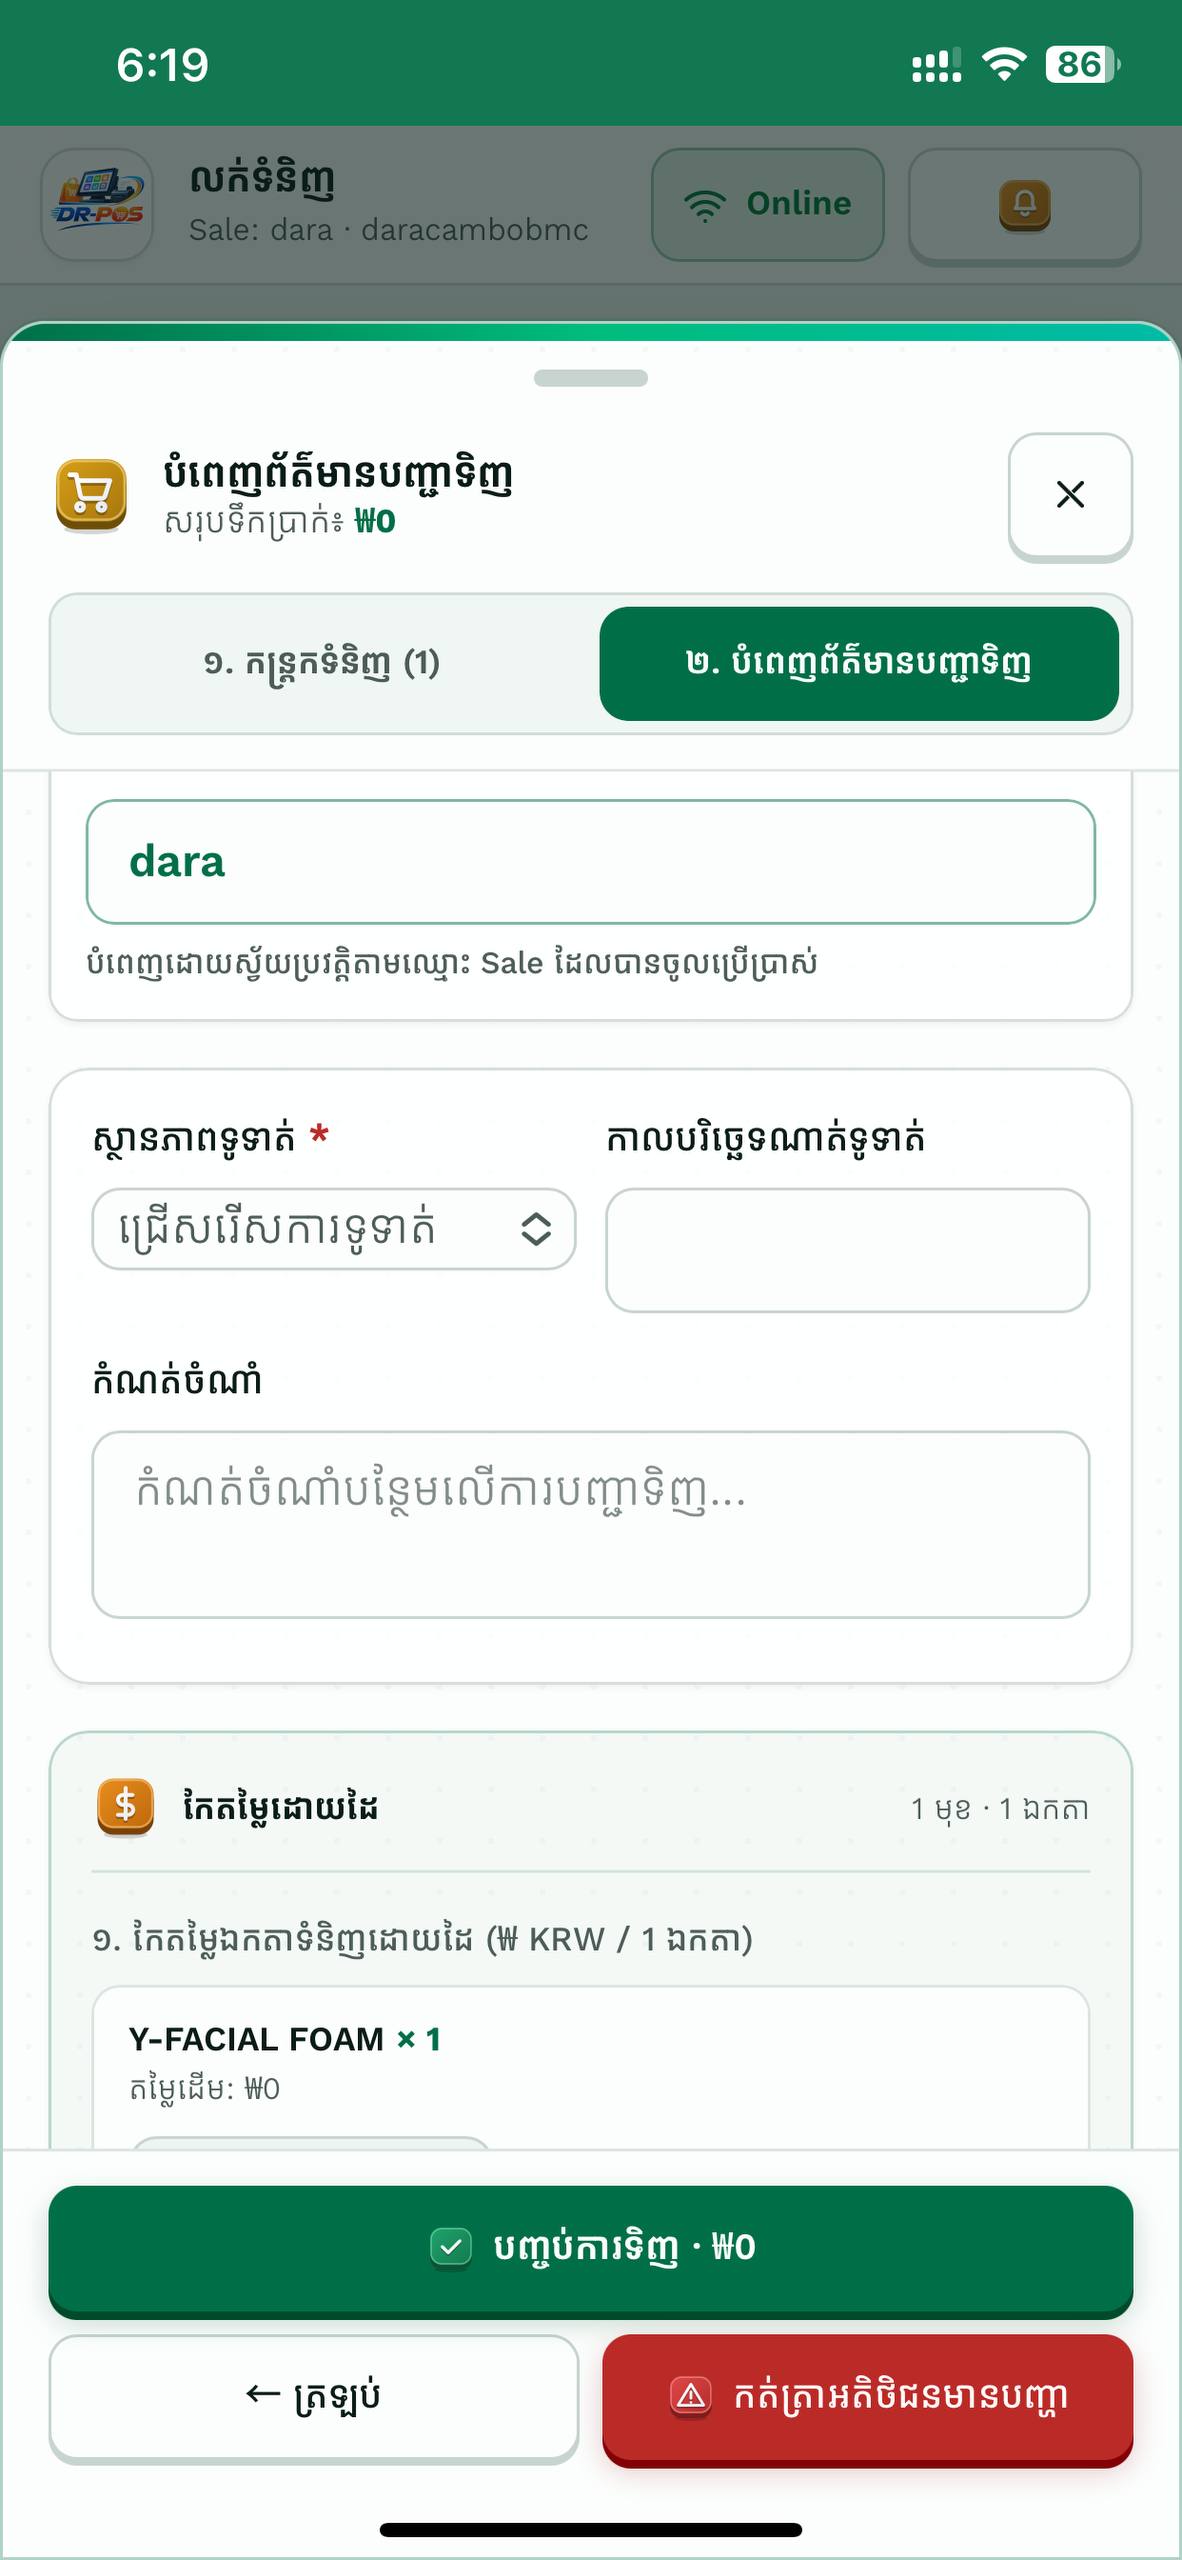 6:19
86
DR-POS
លក់ទំនិញ
Sale: dara · daracambobmc
Online
បំពេញព័ត៌មានបញ្ជាទិញ
សរុបទឹកប្រាក់៖ ₩0
១. កន្ត្រកទំនិញ (1)
២. បំពេញព័ត៌មានបញ្ជាទិញ
dara
បំពេញដោយស្វ័យប្រវត្តិតាមឈ្មោះ Sale ដែលបានចូលប្រើប្រាស់
ស្ថានភាពទូទាត់ *
កាលបរិច្ឆេទណាត់ទូទាត់
ជ្រើសរើសការទូទាត់
កំណត់ចំណាំ
កំណត់ចំណាំបន្ថែមលើការបញ្ជាទិញ...
កែតម្លៃដោយដៃ
1 មុខ · 1 ឯកតា
១. កែតម្លៃឯកតាទំនិញដោយដៃ (₩ KRW / 1 ឯកតា)
Y-FACIAL FOAM × 1
តម្លៃដើម: ₩0
បញ្ចប់ការទិញ · ₩0
← ត្រឡប់
កត់ត្រាអតិថិជនមានបញ្ហា